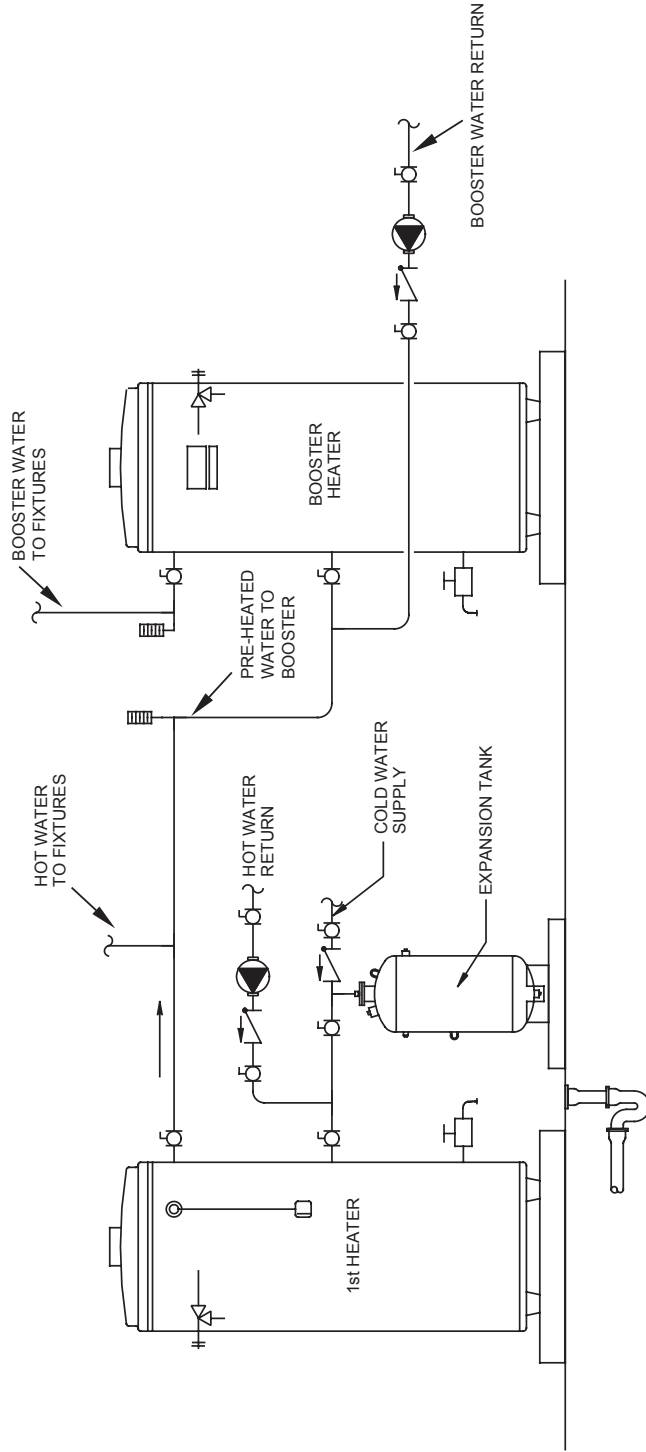 HOT WATER
TO FIXTURES
BOOSTER WATER
TO FIXTURES
PRE-HEATED
WATER TO
BOOSTER
HOT WATER
RETURN
COLD WATER
SUPPLY
1st HEATER
BOOSTER
HEATER
EXPANSION TANK
BOOSTER WATER RETURN